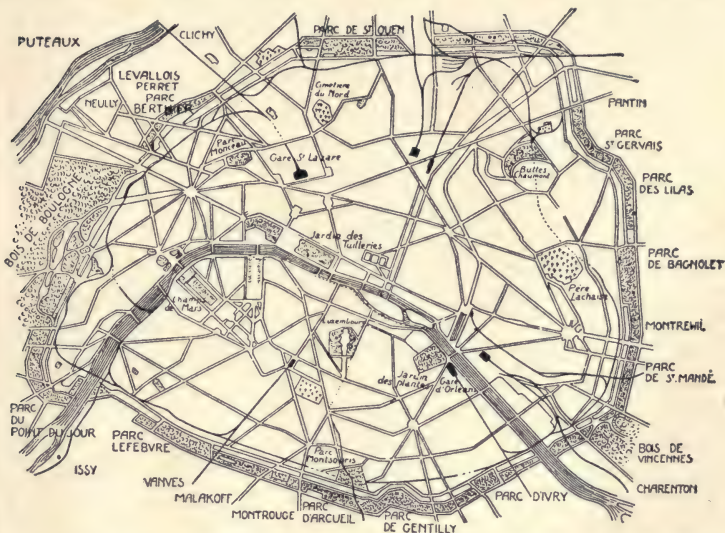 PUTEAUX
CLICHY
PARC DE St OUEN
LEVALLOIS
PERRET
PARC
BERTHIER
NEUILLY
Cimetière
du Nord
PANTIN
PARC
St GERVAIS
PARC
DES LILAS
Parc
Monceau
Gare St Lazare
Buttes
Chaumont
BOIS DE BOULOGNE
Jardin des
Tuilleries
PARC
DE BAGNOLET
Père
Lachaise
Champs
de Mars
Luxembourg
MONTREUIL
Jardin
des plantes
Gare
d'Orléans
PARC
DE St MANDÉ
PARC
DU
POINT DU JOUR
PARC
LEFEBVRE
Parc
Montsouris
BOIS DE
VINCENNES
ISSY
VANVES
MALAKOFF
MONTROUGE
PARC
D'ARCUEIL
PARC
DE GENTILLY
PARC D'IVRY
CHARENTON